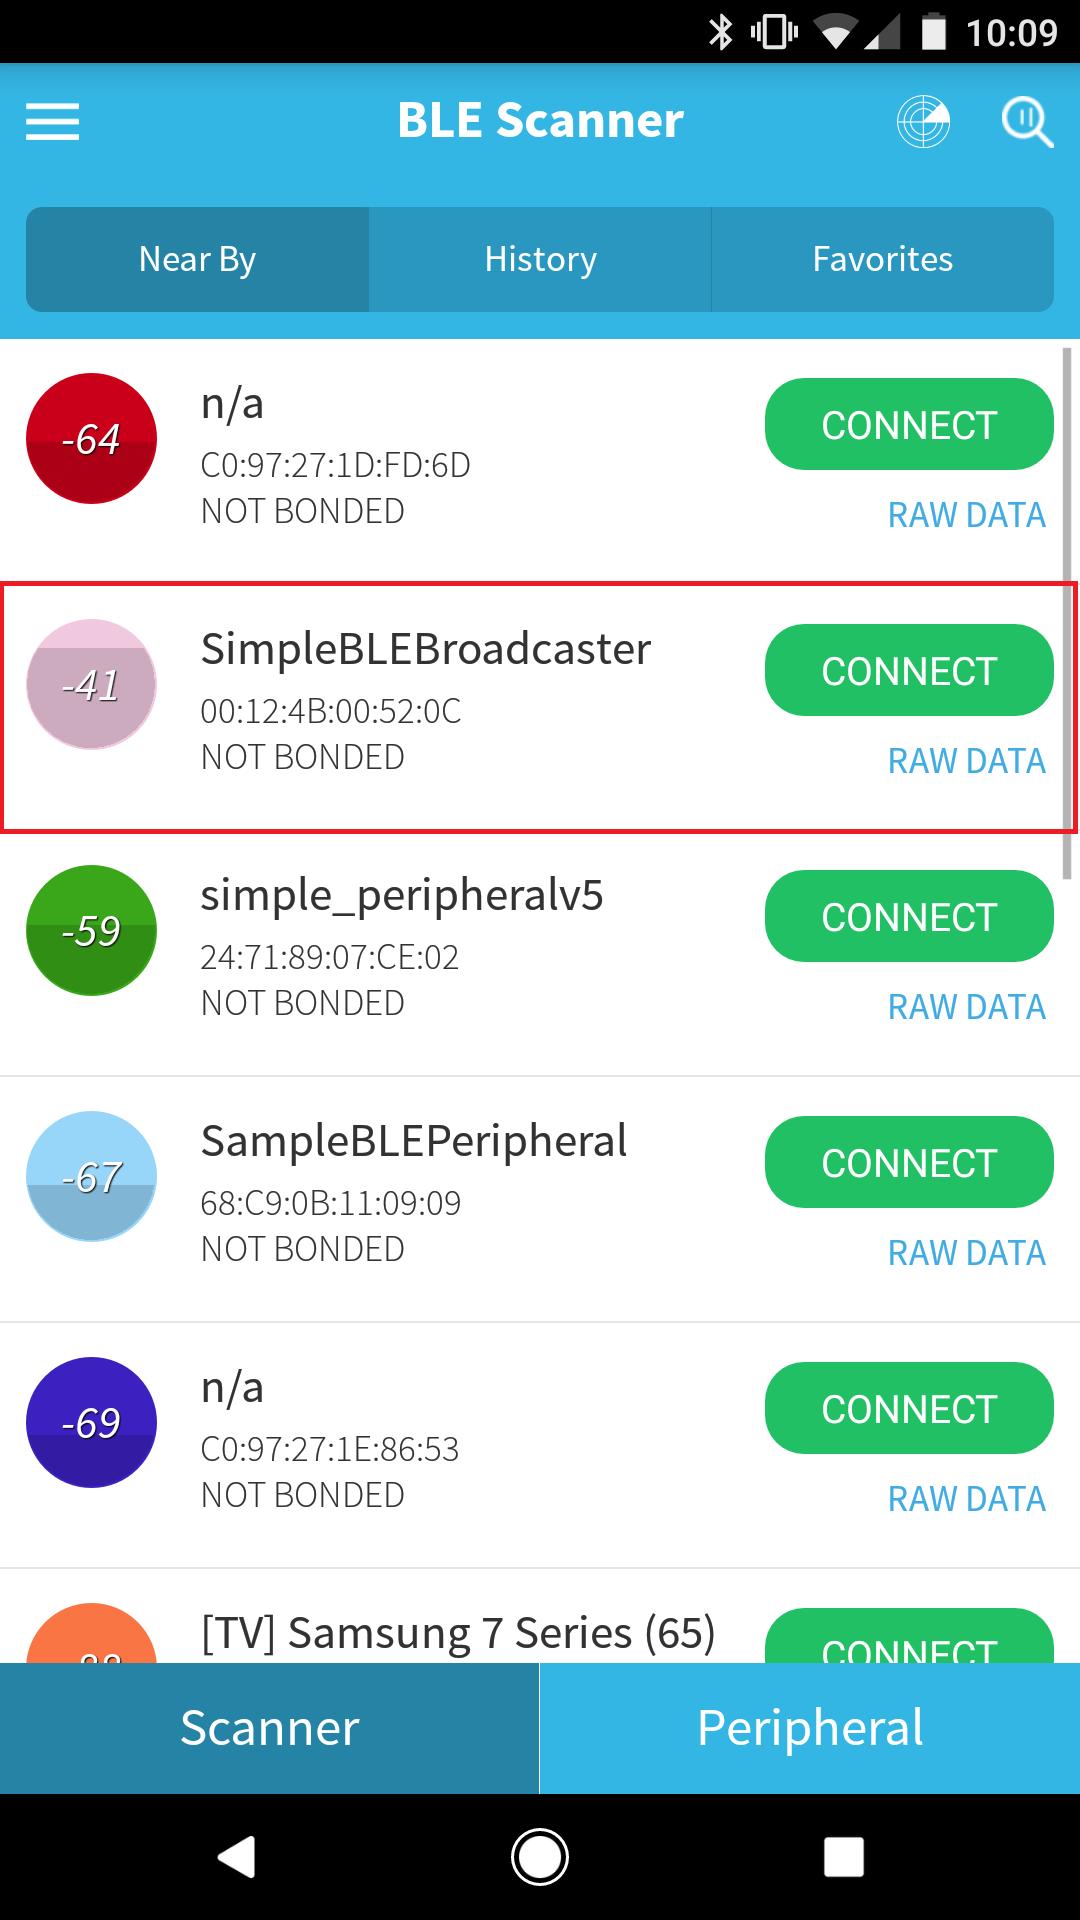 10:09
BLE Scanner
Near By
History
Favorites
-64
n/a
C0:97:27:1D:FD:6D
NOT BONDED
CONNECT
RAW DATA
-41
SimpleBLEBroadcaster
00:12:4B:00:52:0C
NOT BONDED
CONNECT
RAW DATA
-59
simple_peripheralv5
24:71:89:07:CE:02
NOT BONDED
CONNECT
RAW DATA
-67
SampleBLEPeripheral
68:C9:0B:11:09:09
NOT BONDED
CONNECT
RAW DATA
-69
n/a
C0:97:27:1E:86:53
NOT BONDED
CONNECT
RAW DATA
[TV] Samsung 7 Series (65)
CONNECT
Scanner
Peripheral